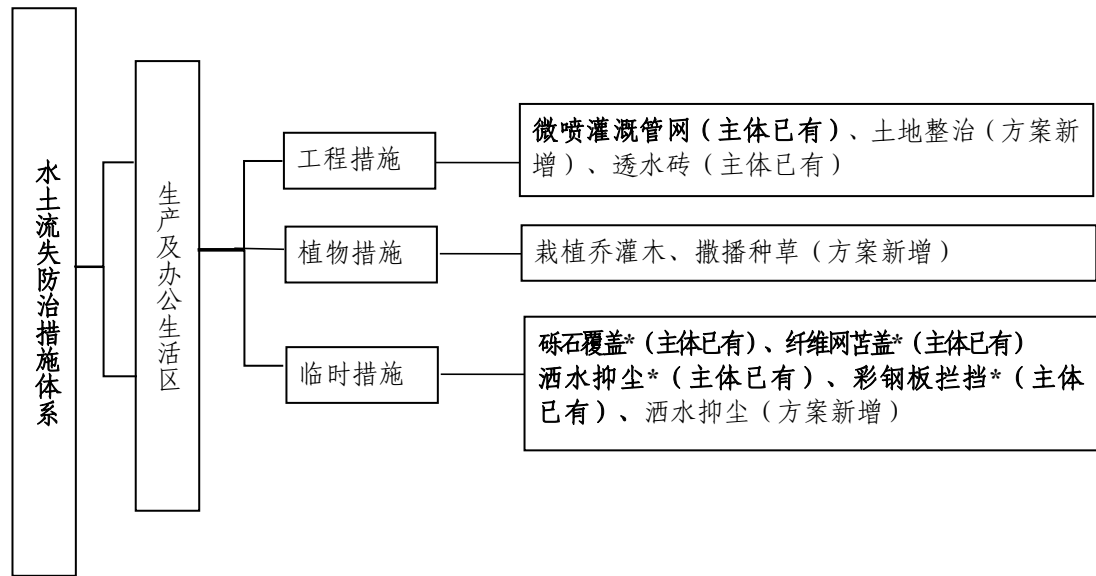 水土流失防治措施体系
生产及办公生活区
工程措施
微喷灌溉管网（主体已有）、土地整治（方案新
增）、透水砖（主体已有）
植物措施
栽植乔灌木、撒播种草（方案新增）
临时措施
砾石覆盖*（主体已有）、纤维网苫盖*（主体已有）
洒水抑尘*（主体已有）、彩钢板拦挡*（主体
已有）、洒水抑尘（方案新增）